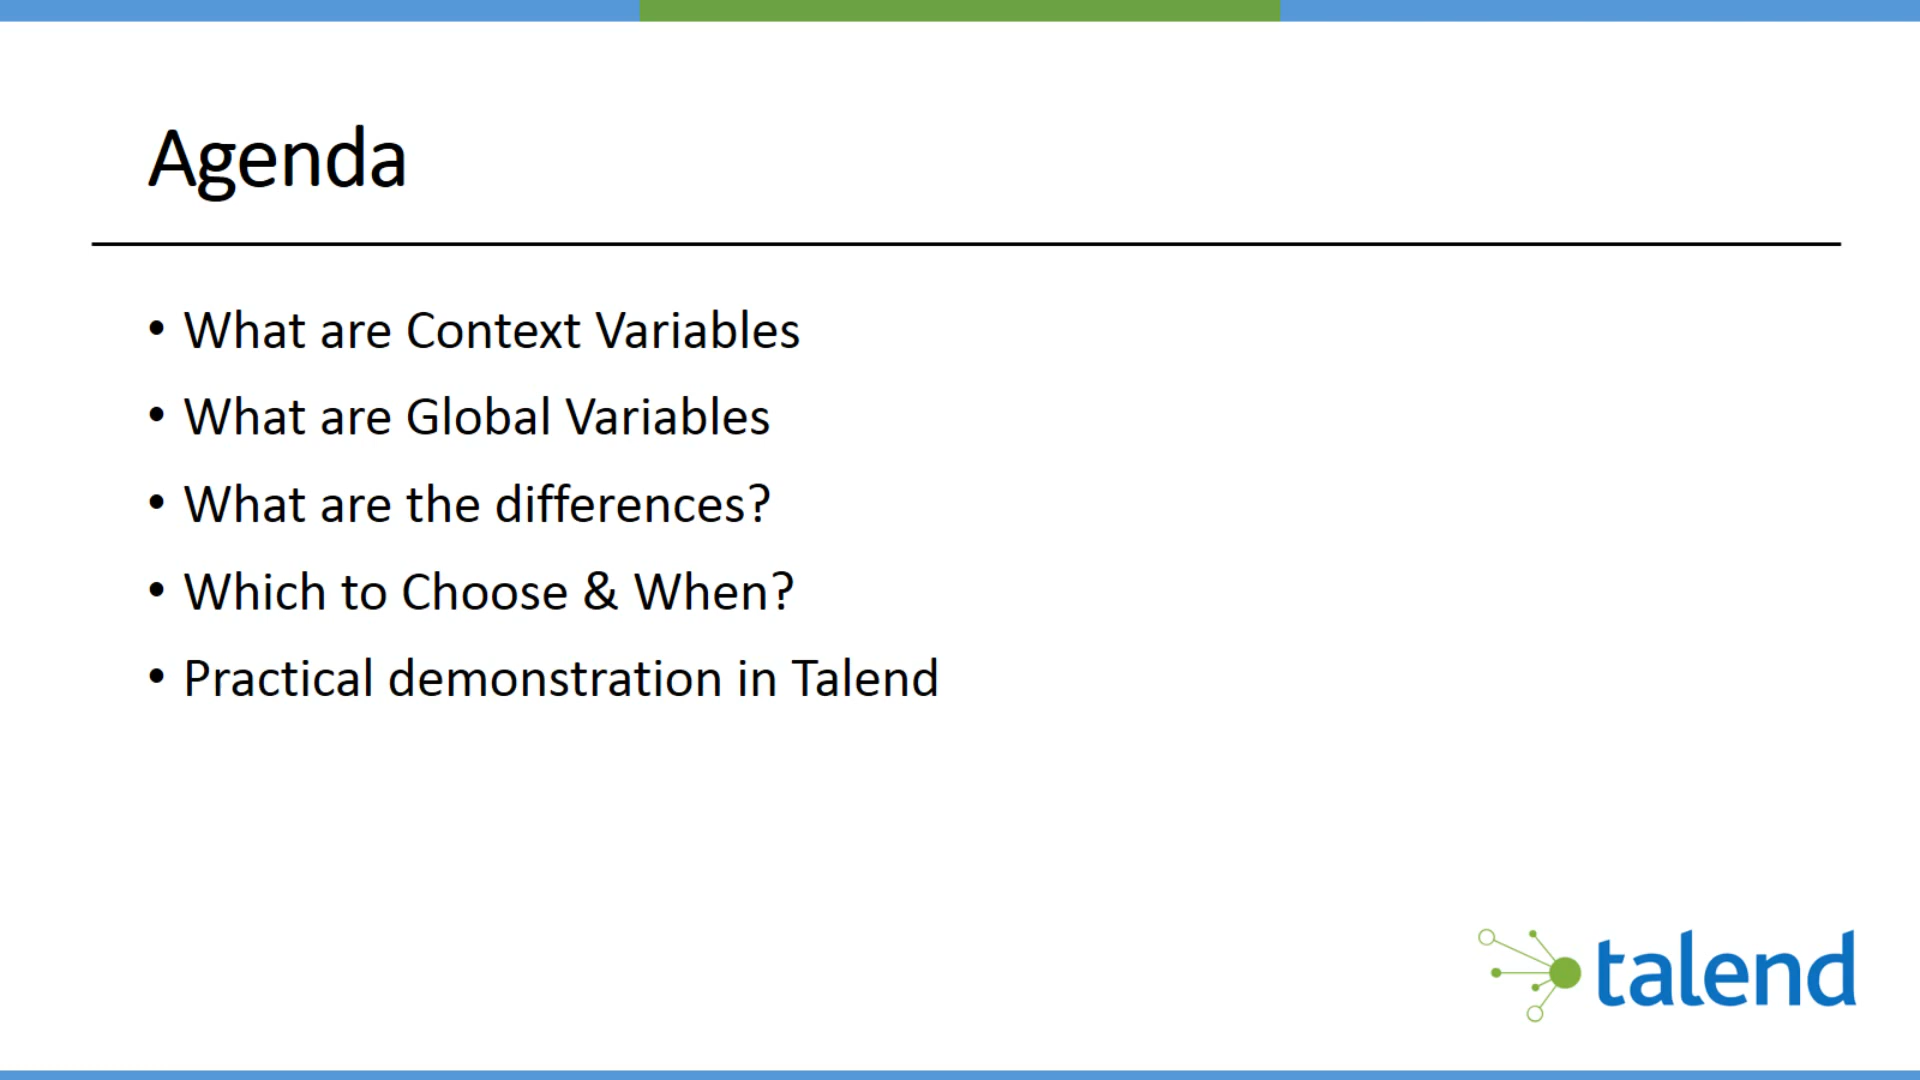 Agenda
• What are Context Variables
• What are Global Variables
• What are the differences?
• Which to Choose & When?
• Practical demonstration in Talend
talend